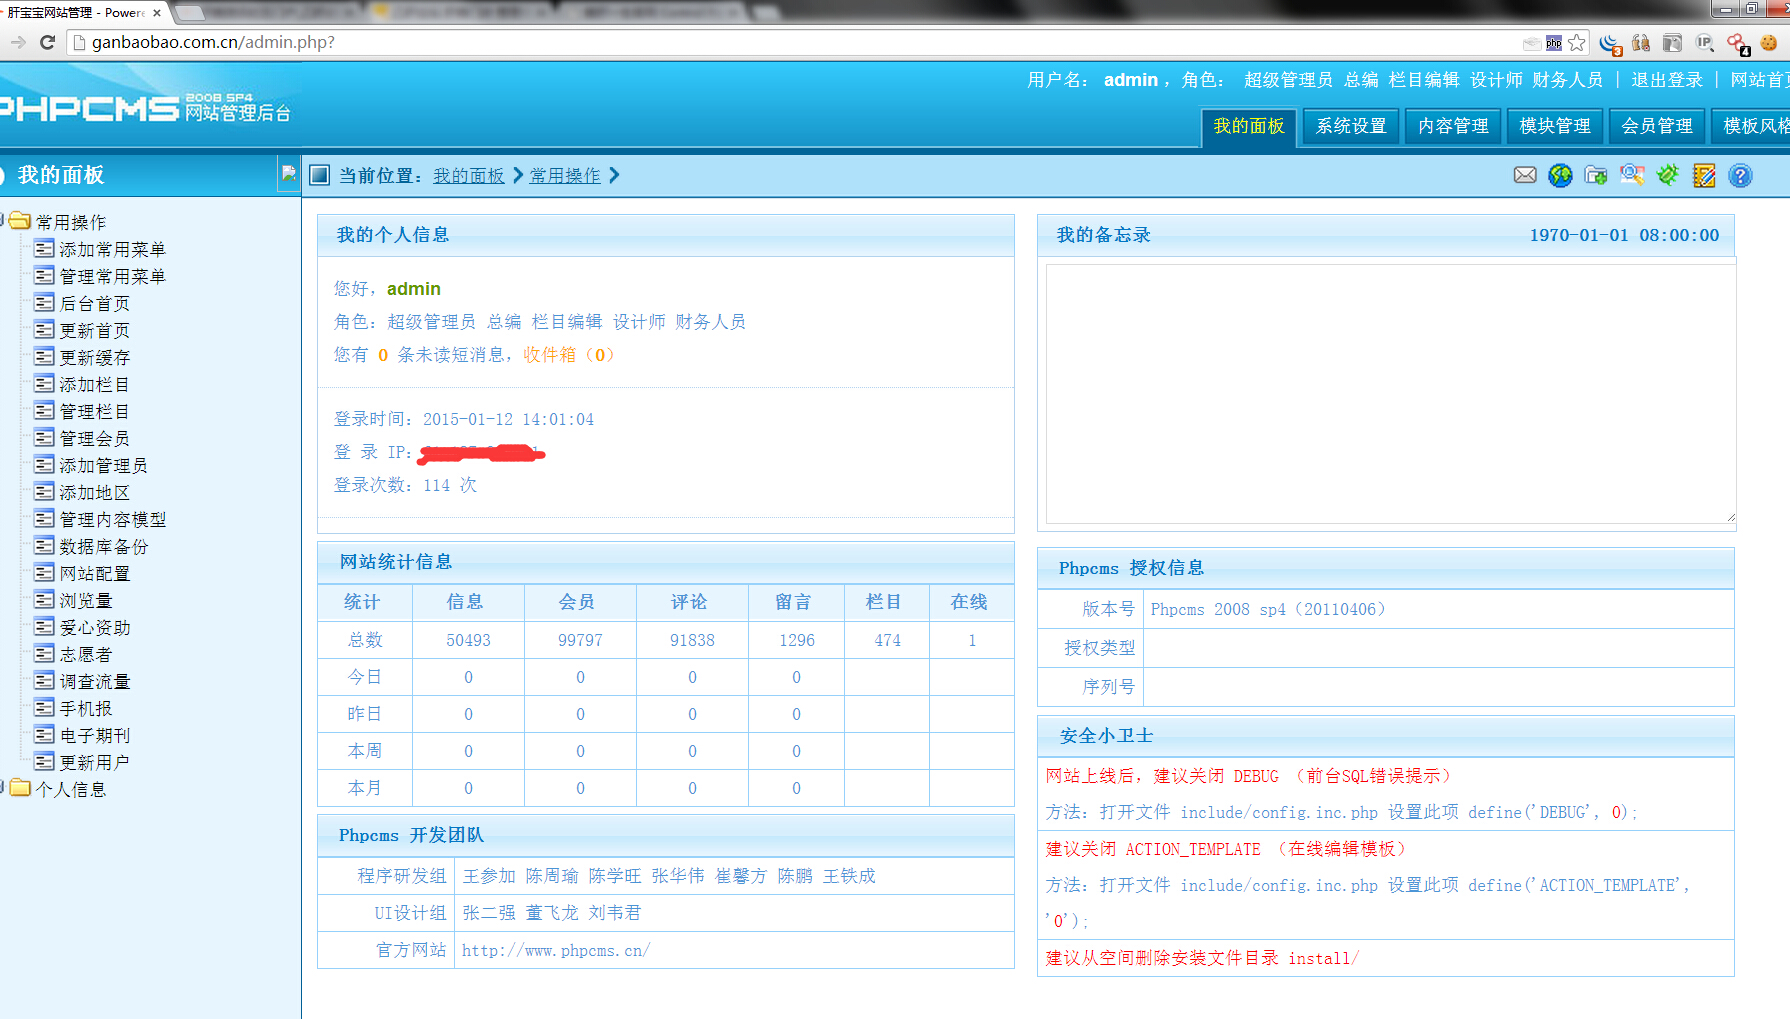 肝宝宝网站管理 - Powere
ganbaobao.com.cn/admin.php?
用户名： admin ，角色： 超级管理员 总编 栏目编辑 设计师 财务人员 | 退出登录 | 网站首页
PHPCMS 2008 SP4
网站管理后台
我的面板 系统设置 内容管理 模块管理 会员管理 模板风格
我的面板
当前位置： 我的面板 常用操作
常用操作
添加常用菜单
管理常用菜单
后台首页
更新首页
更新缓存
添加栏目
管理栏目
管理会员
添加管理员
添加地区
管理内容模型
数据库备份
网站配置
浏览量
爱心资助
志愿者
调查流量
手机报
电子期刊
更新用户
个人信息
我的个人信息
您好，admin
角色：超级管理员 总编 栏目编辑 设计师 财务人员
您有 0 条未读短消息，收件箱（0）
登录时间：2015-01-12 14:01:04
登 录 IP：
登录次数：114 次
网站统计信息
统计 信息 会员 评论 留言 栏目 在线
总数 50493 99797 91838 1296 474 1
今日 0 0 0 0
昨日 0 0 0 0
本周 0 0 0 0
本月 0 0 0 0
Phpcms 开发团队
程序研发组 王参加 陈周瑜 陈学旺 张华伟 崔馨方 陈鹏 王铁成
UI设计组 张二强 董飞龙 刘韦君
官方网站 http://www.phpcms.cn/
我的备忘录 1970-01-01 08:00:00
Phpcms 授权信息
版本号 Phpcms 2008 sp4（20110406）
授权类型
序列号
安全小卫士
网站上线后，建议关闭 DEBUG （前台SQL错误提示）
方法：打开文件 include/config.inc.php 设置此项 define('DEBUG', 0);
建议关闭 ACTION_TEMPLATE （在线编辑模板）
方法：打开文件 include/config.inc.php 设置此项 define('ACTION_TEMPLATE',
'0');
建议从空间删除安装文件目录 install/